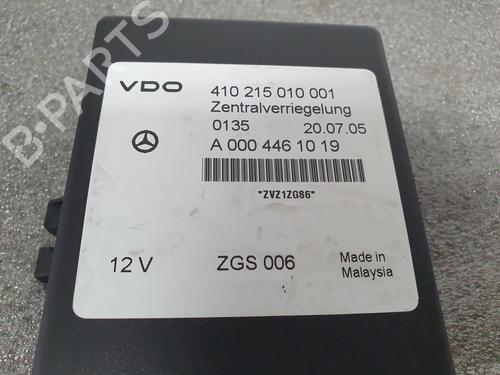 VDO
410 215 010 001
Zentralverriegelung
0135 20.07.05
A 000 446 10 19
*ZVZ1ZGS6*
12 V ZGS 006 Made in
Malaysia
B-PARTS